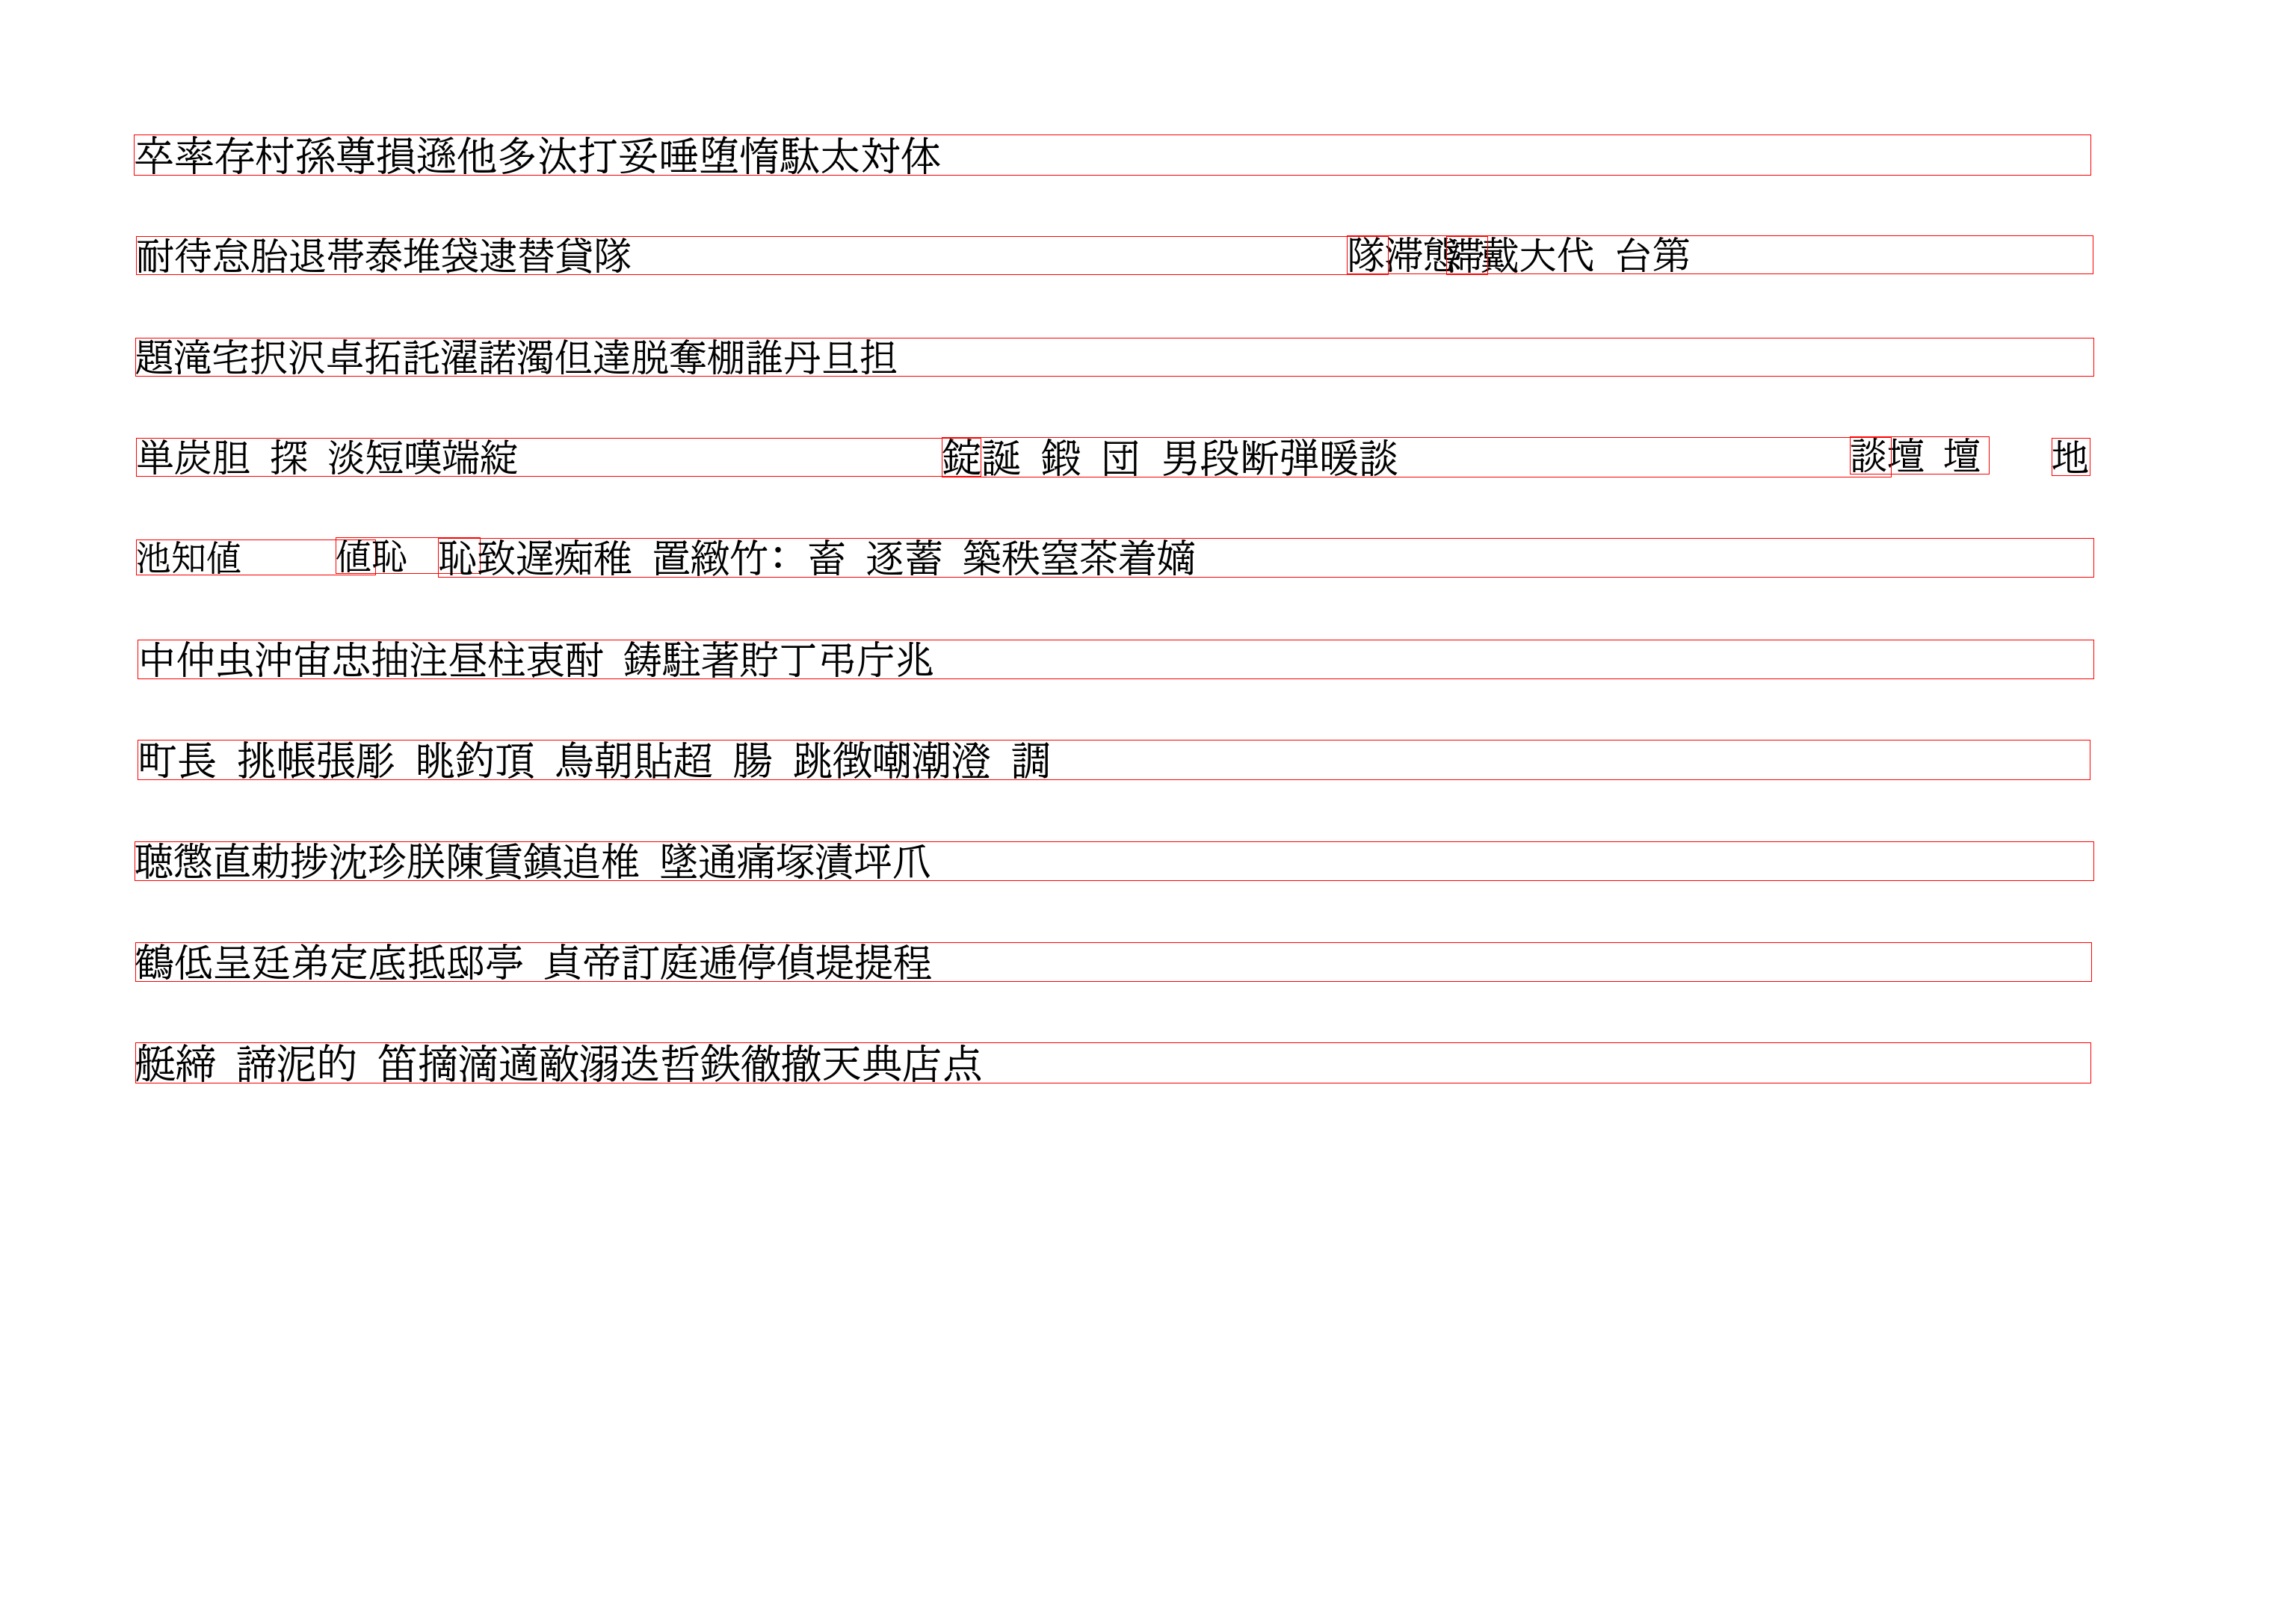 卒率存村孫尊損遜他多汰打妥唾堕惰駄太対体
耐待怠胎退帯泰堆袋逮替貸隊 隊滞態滞戴大代 台第
題滝宅択沢卓拓託濯諾濁但達脱奪棚誰丹旦担
単炭胆 探 淡短嘆端綻 錠誕 鍛 団 男段断弾暖談 談壇 壇 地
池知値 値恥 恥致遅痴稚 置緻竹: 畜 逐蓄 築秩窒茶着嫡
中仲虫沖宙忠抽注昼柱衷酎 鋳駐著貯丁弔庁兆
町長 挑帳張彫 眺釣頂 鳥朝貼超 腸 跳徴嘲潮澄 調
聴懲直勅捗沈珍朕陳賃鎮追椎 墜通痛塚漬坪爪
鶴低呈廷弟定底抵邸亭 貞帝訂庭逓停偵堤提程
艇締 諦泥的 笛摘滴適敵溺迭哲鉄徹撤天典店点